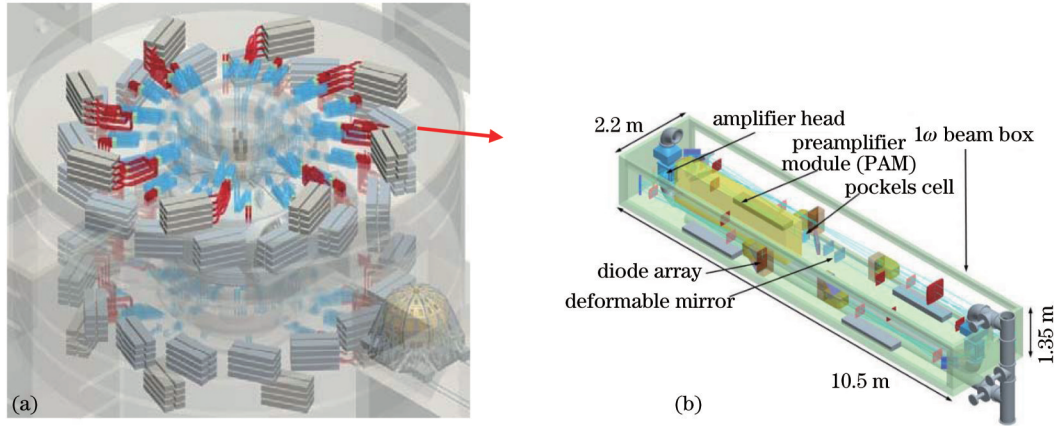 (a)
2.2 m
amplifier head
preamplifier
module (PAM)
pockels cell
1ω beam box
diode array
deformable mirror
10.5 m
1.35 m
(b)